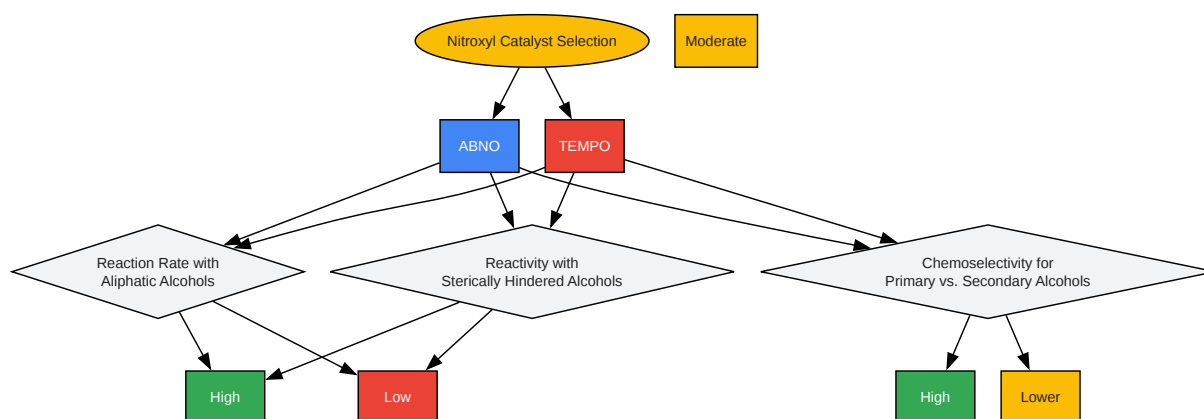 Nitroxyl Catalyst Selection
Moderate
ABNO
TEMPO
Reaction Rate with
Aliphatic Alcohols
Reactivity with
Sterically Hindered Alcohols
Chemoselectivity for
Primary vs. Secondary Alcohols
High
Low
High
Lower